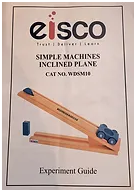 eisco
Trust | Deliver | Learn
SIMPLE MACHINES
INCLINED PLANE
CAT NO. WDSM10
Experiment Guide